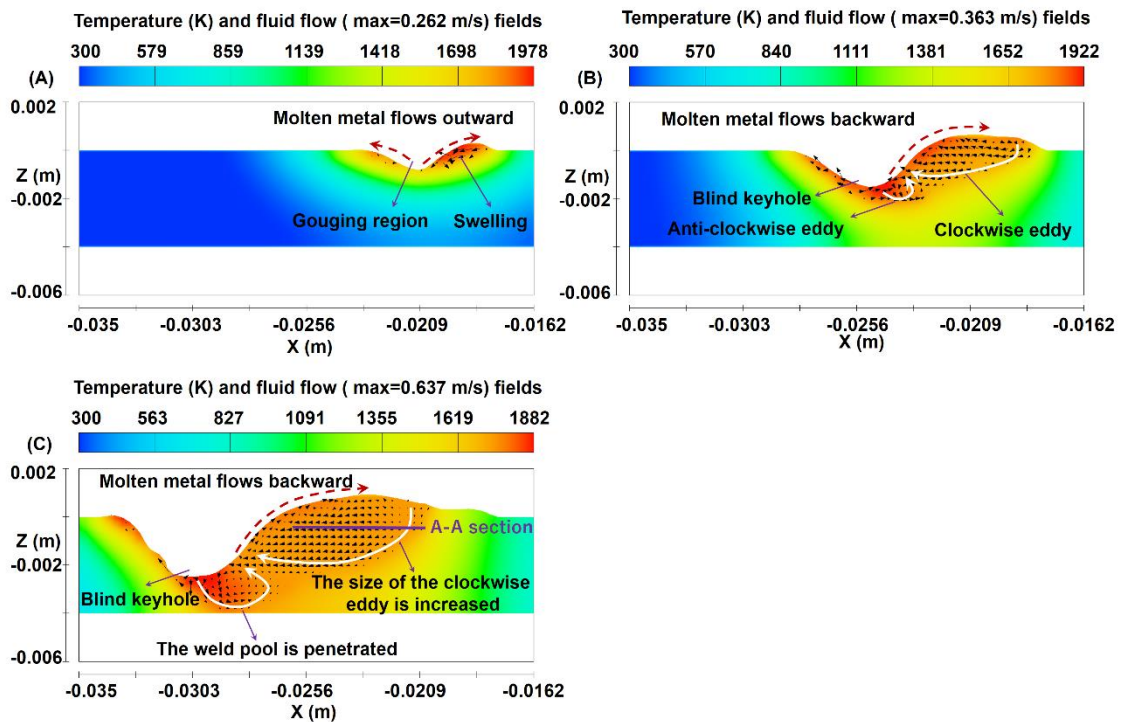 Temperature (K) and fluid flow ( max=0.262 m/s) fields
300 579 859 1139 1418 1698 1978
(A)
0.002
Molten metal flows outward
Z (m)
-0.002
Gouging region
Swelling
-0.006
-0.035 -0.0303 -0.0256 -0.0209 -0.0162
X (m)
Temperature (K) and fluid flow ( max=0.363 m/s) fields
300 570 840 1111 1381 1652 1922
(B)
0.002
Molten metal flows backward
Z (m)
-0.002
Blind keyhole
Anti-clockwise eddy
Clockwise eddy
-0.006
-0.035 -0.0303 -0.0256 -0.0209 -0.0162
X (m)
Temperature (K) and fluid flow ( max=0.637 m/s) fields
300 563 827 1091 1355 1619 1882
(C)
0.002
Molten metal flows backward
A-A section
Z (m)
-0.002
Blind keyhole
The size of the clockwise
eddy is increased
The weld pool is penetrated
-0.006
-0.035 -0.0303 -0.0256 -0.0209 -0.0162
X (m)